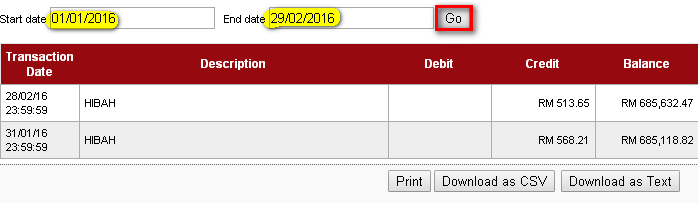 Start date 01/01/2016 End date 29/02/2016 Go
Transaction Date Description Debit Credit Balance
28/02/16 23:59:59 HIBAH RM 513.65 RM 685,632.47
31/01/16 23:59:59 HIBAH RM 568.21 RM 685,118.82
Print Download as CSV Download as Text